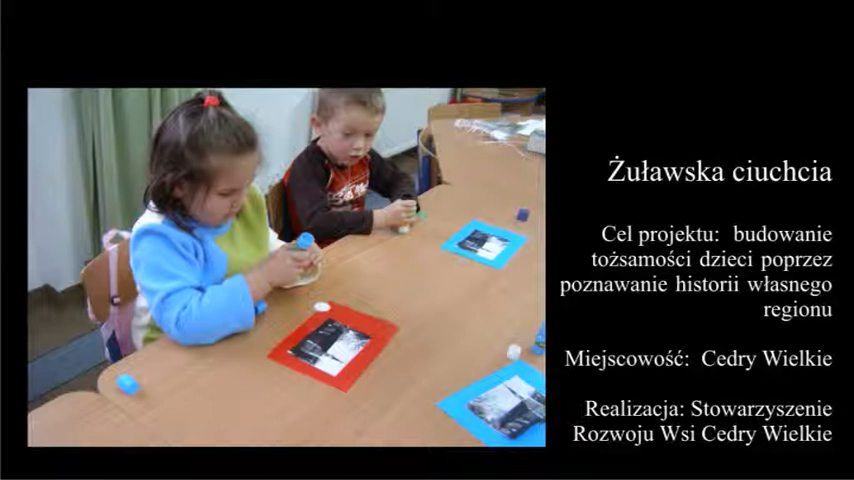 Żuławska ciuchcia
Cel projektu: budowanie
tożsamości dzieci poprzez
poznawanie historii własnego
regionu
Miejscowość: Cedry Wielkie
Realizacja: Stowarzyszenie
Rozwoju Wsi Cedry Wielkie